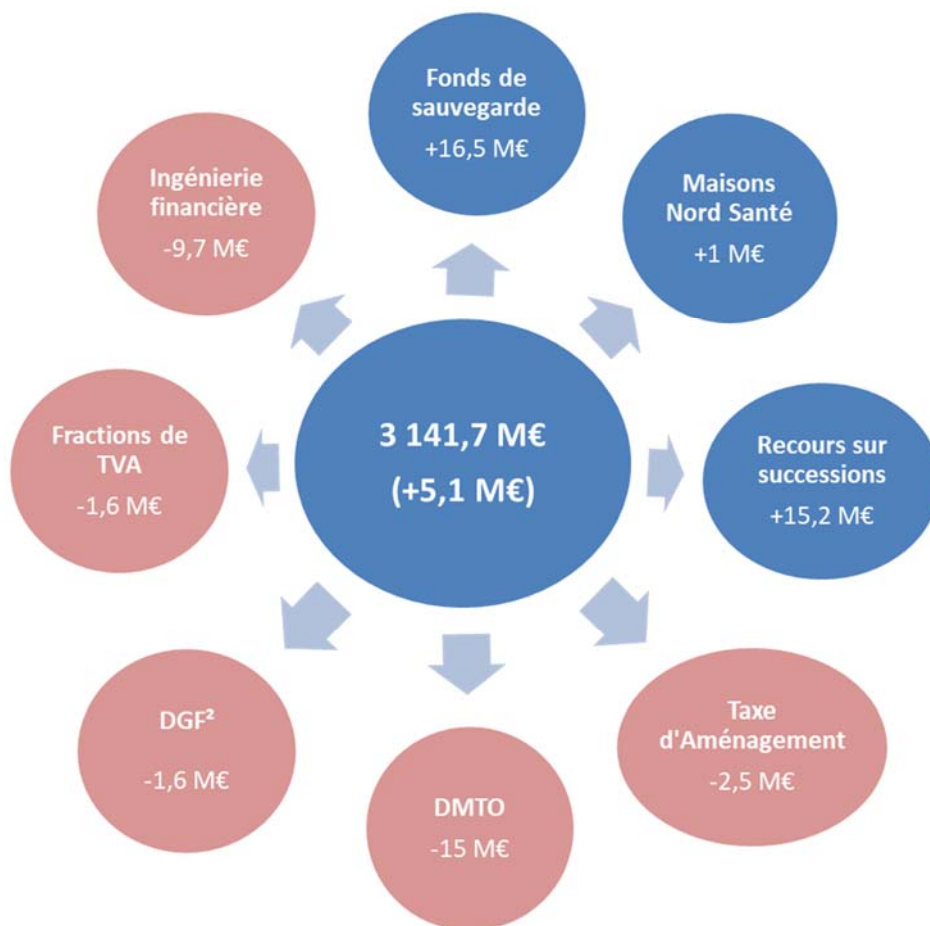 Fonds de
sauvegarde
+16,5 M€
Maisons
Nord Santé
+1 M€
Recours sur
successions
+15,2 M€
Taxe
d'Aménagement
-2,5 M€
DMTO
-15 M€
DGF²
-1,6 M€
Fractions de
TVA
-1,6 M€
Ingénierie
financière
-9,7 M€
3 141,7 M€
(+5,1 M€)